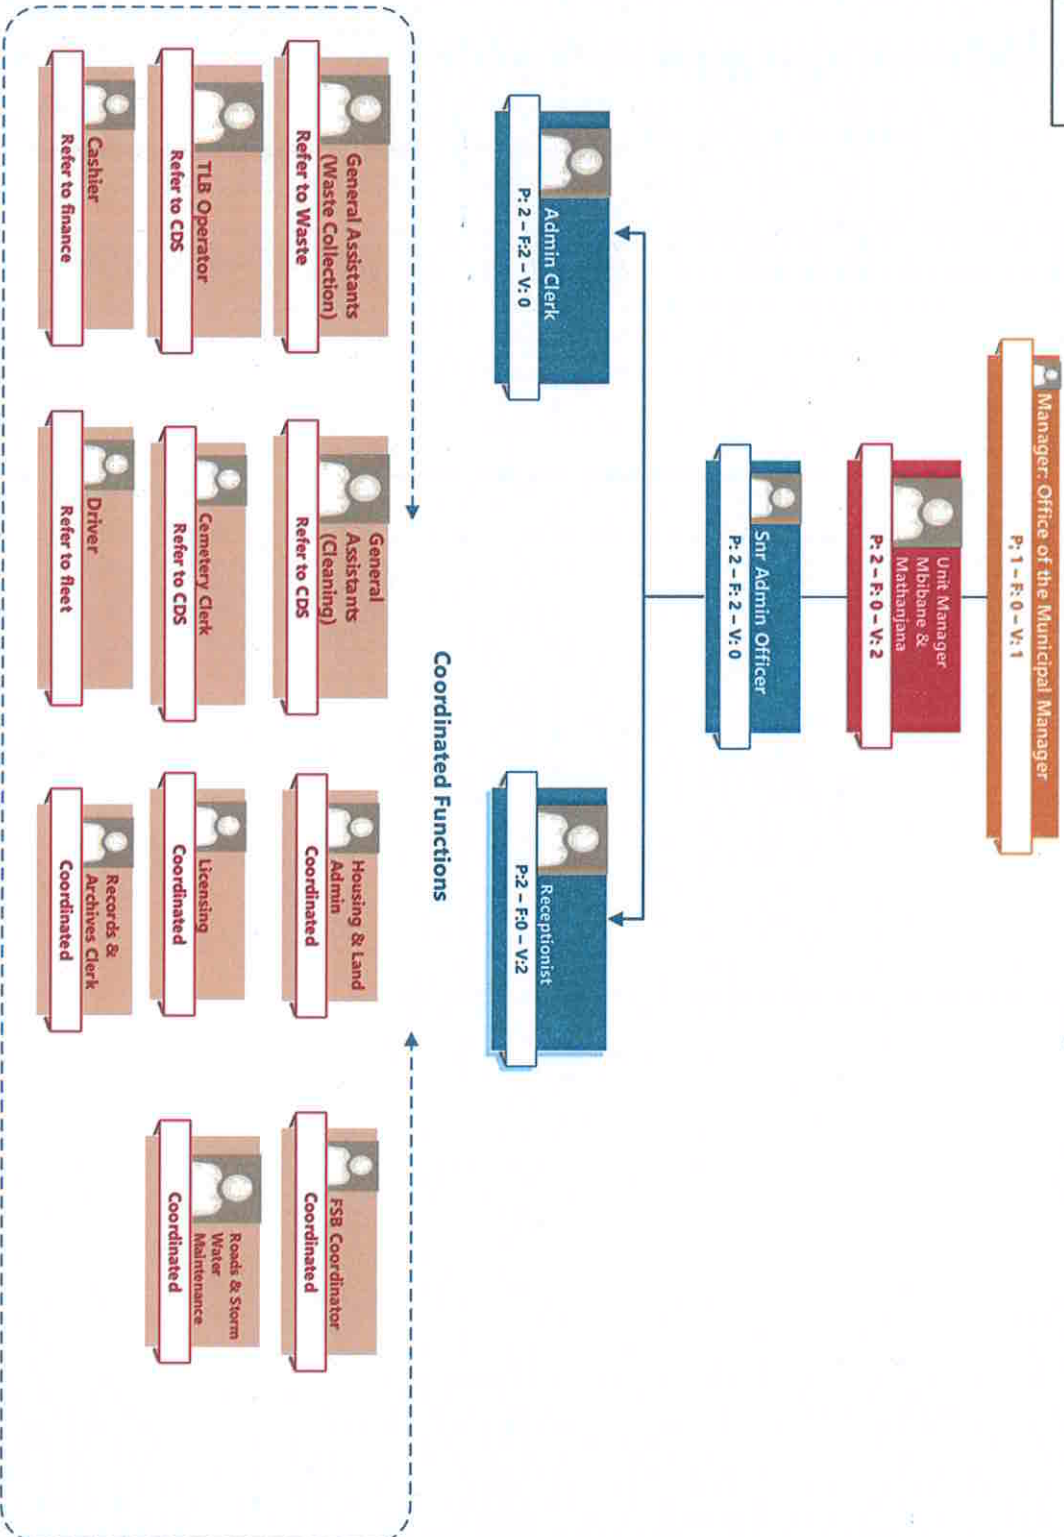 Manager: Office of the Municipal Manager
P: 1 – F: 0 – V: 1
Unit Manager
Mbibane &
Mathanjana
P: 2 – F: 0 – V: 2
Snr Admin Officer
P: 2 – F: 2 – V: 0
Admin Clerk
P: 2 – F:2 – V: 0
Receptionist
P:2 – F:0 – V:2
Coordinated Functions
General Assistants
(Waste Collection)
Refer to Waste
General
Assistants
(Cleaning)
Refer to CDS
Housing & Land
Admin
Coordinated
FSB Coordinator
Coordinated
TLB Operator
Refer to CDS
Cemetery Clerk
Refer to CDS
Licensing
Coordinated
Roads & Storm
Water
Maintenance
Coordinated
Cashier
Refer to finance
Driver
Refer to fleet
Records &
Archives Clerk
Coordinated